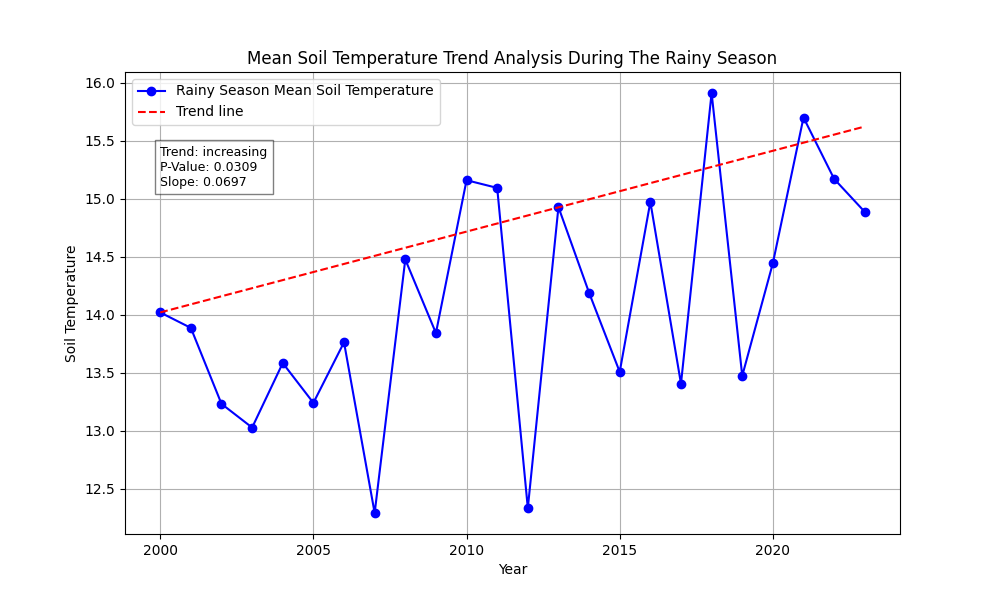 Mean Soil Temperature Trend Analysis During The Rainy Season
Rainy Season Mean Soil Temperature
Trend line
Trend: increasing
P-Value: 0.0309
Slope: 0.0697
16.0
15.5
15.0
14.5
14.0
13.5
13.0
12.5
Soil Temperature
2000 2005 2010 2015 2020
Year